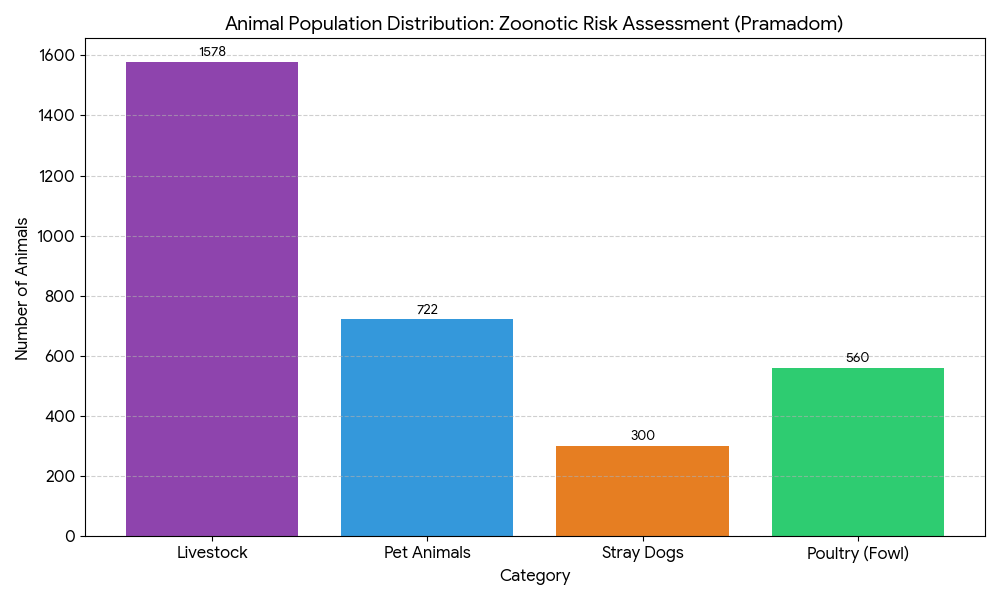 Animal Population Distribution: Zoonotic Risk Assessment (Pramadom)
Number of Animals
1600
1400
1200
1000
800
600
400
200
0
1578
722
300
560
Livestock
Pet Animals
Stray Dogs
Poultry (Fowl)
Category